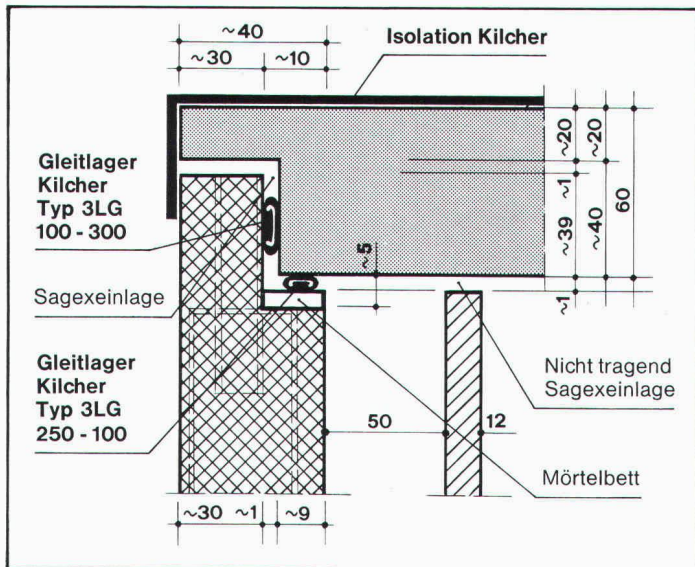 ~40
~30 ~10
Isolation Kilcher
Gleitlager
Kilcher
Typ 3LG
100 - 300
Sagexeinlage
Gleitlager
Kilcher
Typ 3LG
250 - 100
~20 ~20
~1
60
~39 ~40
~5
~1
Nicht tragend
Sagexeinlage
50 12
Mörtelbett
~30 ~1 ~9